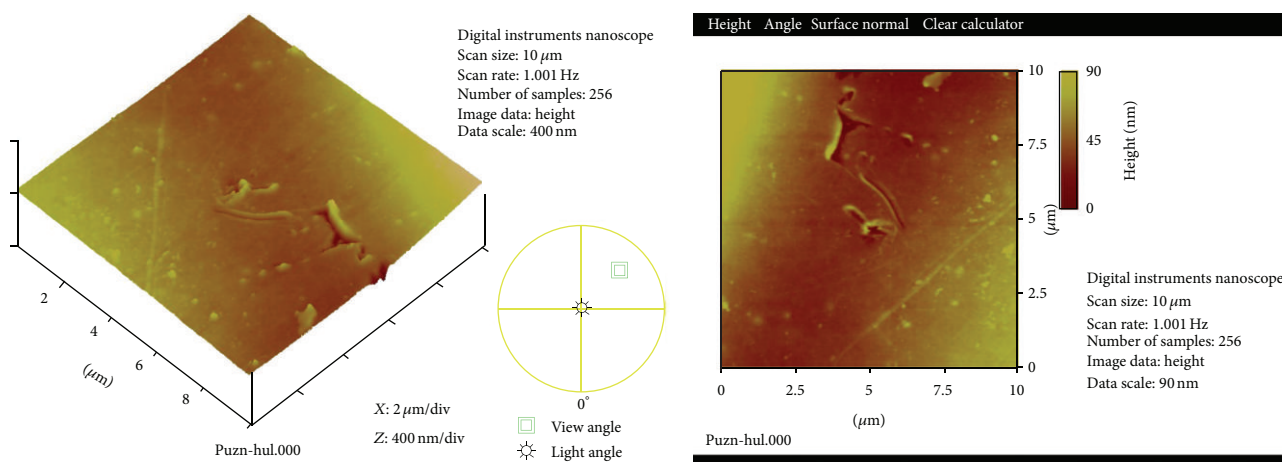 Digital instruments nanoscope
Scan size: 10 μm
Scan rate: 1.001 Hz
Number of samples: 256
Image data: height
Data scale: 400 nm
2
4
6
8
(μm)
X: 2 μm/div
Z: 400 nm/div
Puzn-hul.000
0°
View angle
Light angle
Height Angle Surface normal Clear calculator
10
7.5
5
2.5
0
(μm)
0 2.5 5 7.5 10
(μm)
90
45
0
Height (nm)
Digital instruments nanoscope
Scan size: 10 μm
Scan rate: 1.001 Hz
Number of samples: 256
Image data: height
Data scale: 90 nm
Puzn-hul.000